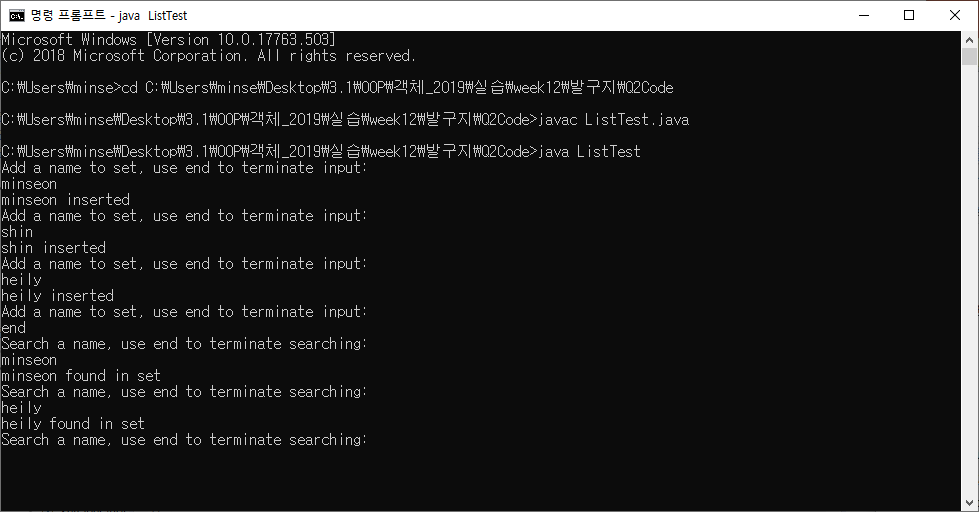 명령 프롬프트 - java  ListTest
Microsoft Windows [Version 10.0.17763.503]
(c) 2018 Microsoft Corporation. All rights reserved.
C:₩Users₩minse>cd C:₩Users₩minse₩Desktop₩3.1₩OOP₩객체_2019₩실습₩week12₩발구지₩Q2Code
C:₩Users₩minse₩Desktop₩3.1₩OOP₩객체_2019₩실습₩week12₩발구지₩Q2Code>javac ListTest.java
C:₩Users₩minse₩Desktop₩3.1₩OOP₩객체_2019₩실습₩week12₩발구지₩Q2Code>java ListTest
Add a name to set, use end to terminate input:
minseon
minseon inserted
Add a name to set, use end to terminate input:
shin
shin inserted
Add a name to set, use end to terminate input:
heily
heily inserted
Add a name to set, use end to terminate input:
end
Search a name, use end to terminate searching:
minseon
minseon found in set
Search a name, use end to terminate searching:
heily
heily found in set
Search a name, use end to terminate searching: